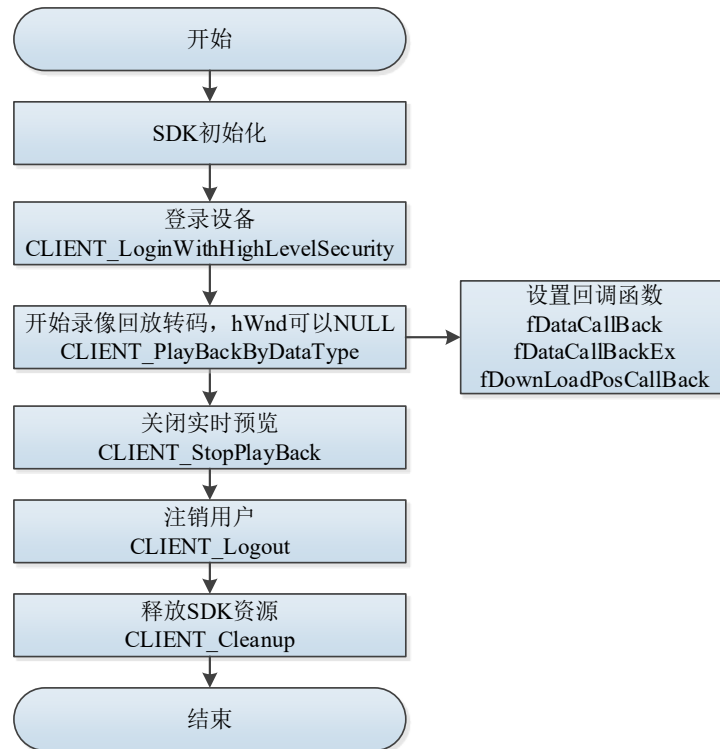 开始
SDK初始化
登录设备
CLIENT_LoginWithHighLevelSecurity
开始录像回放转码，hWnd可以NULL
CLIENT_PlayBackByDataType
设置回调函数
fDataCallBack
fDataCallBackEx
fDownLoadPosCallBack
关闭实时预览
CLIENT_StopPlayBack
注销用户
CLIENT_Logout
释放SDK资源
CLIENT_Cleanup
结束